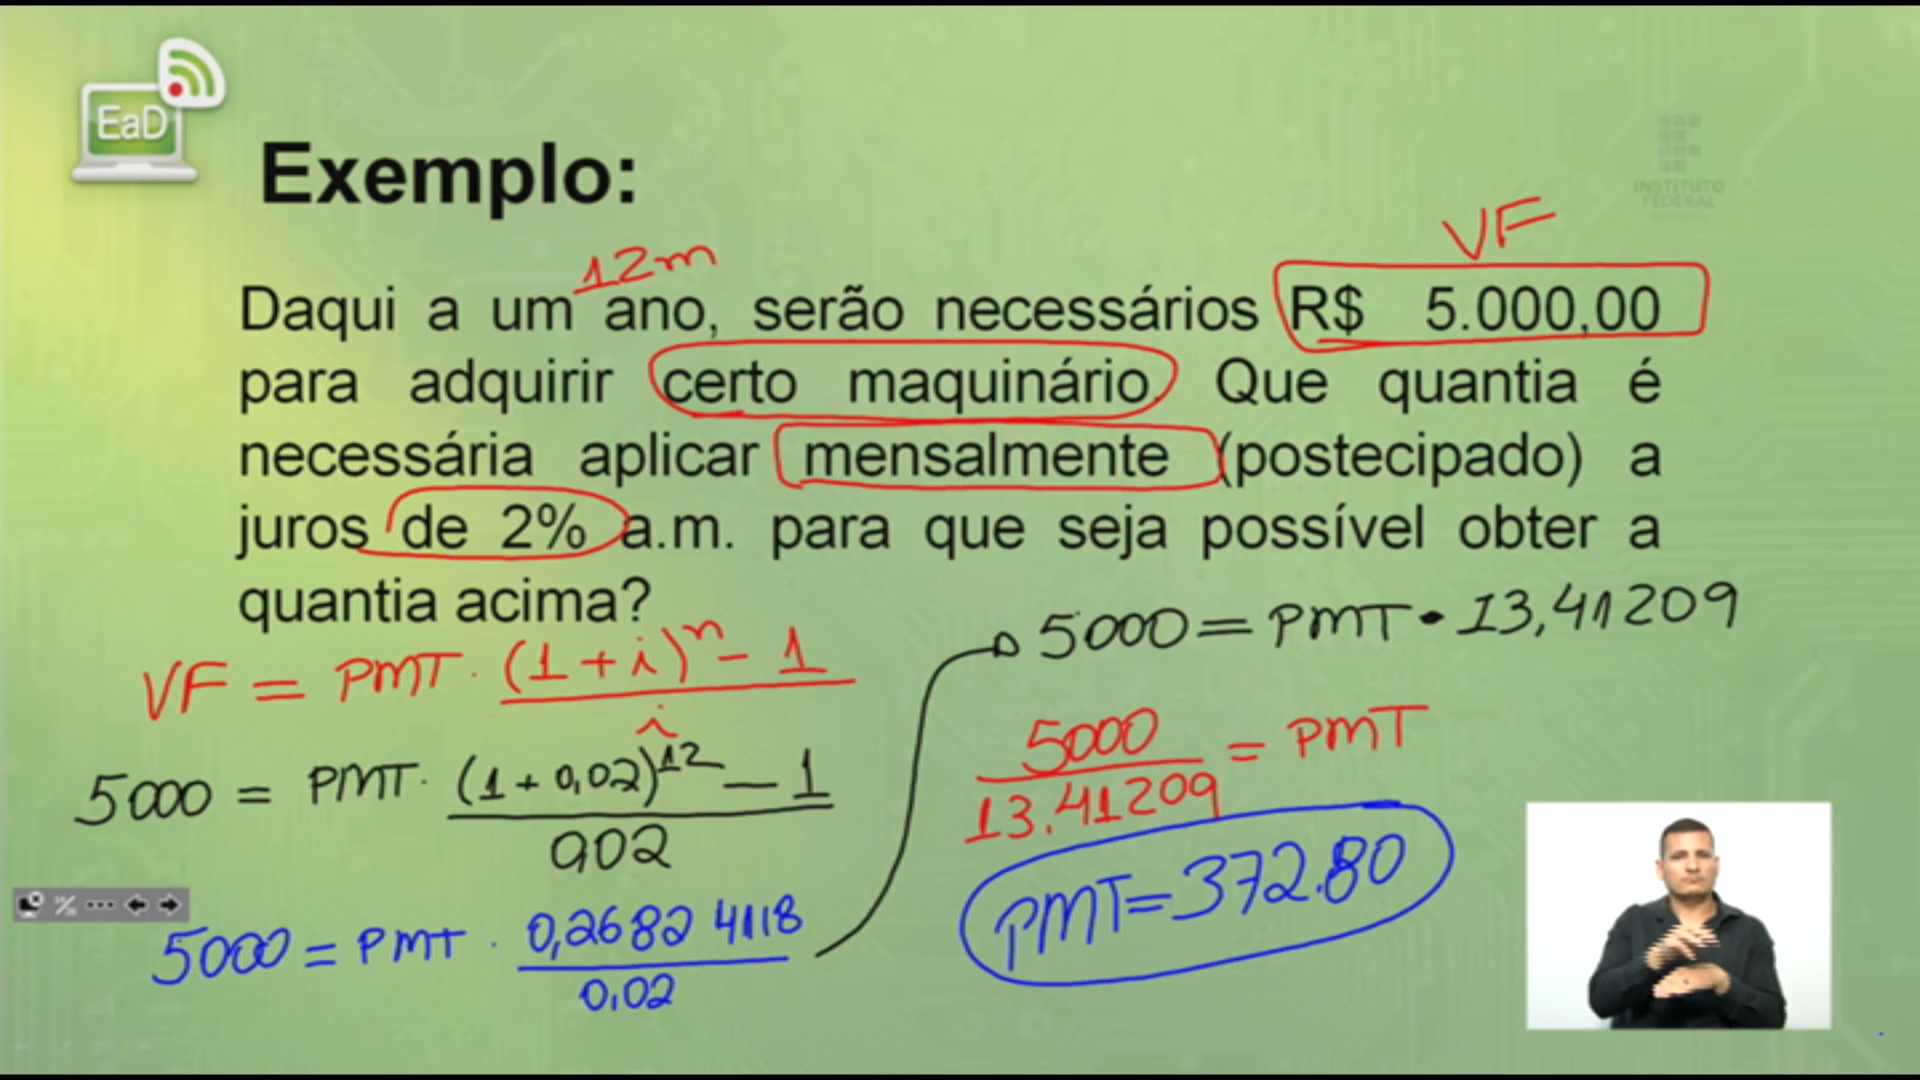 EaD
Exemplo:
INSTITUTO
FEDERAL
VF
12m
Daqui a um ano, serão necessários R$ 5.000,00
para adquirir certo maquinário. Que quantia é
necessária aplicar mensalmente (postecipado) a
juros de 2% a.m. para que seja possível obter a
quantia acima?
VF = PMT · (1+i)^n - 1 / i
5000 = PMT · (1+0,02)^12 - 1 / 0,02
5000 = PMT · 0,26824118 / 0,02
5000 = PMT · 13,41209
5000 / 13.41209 = PMT
PMT = 372.80